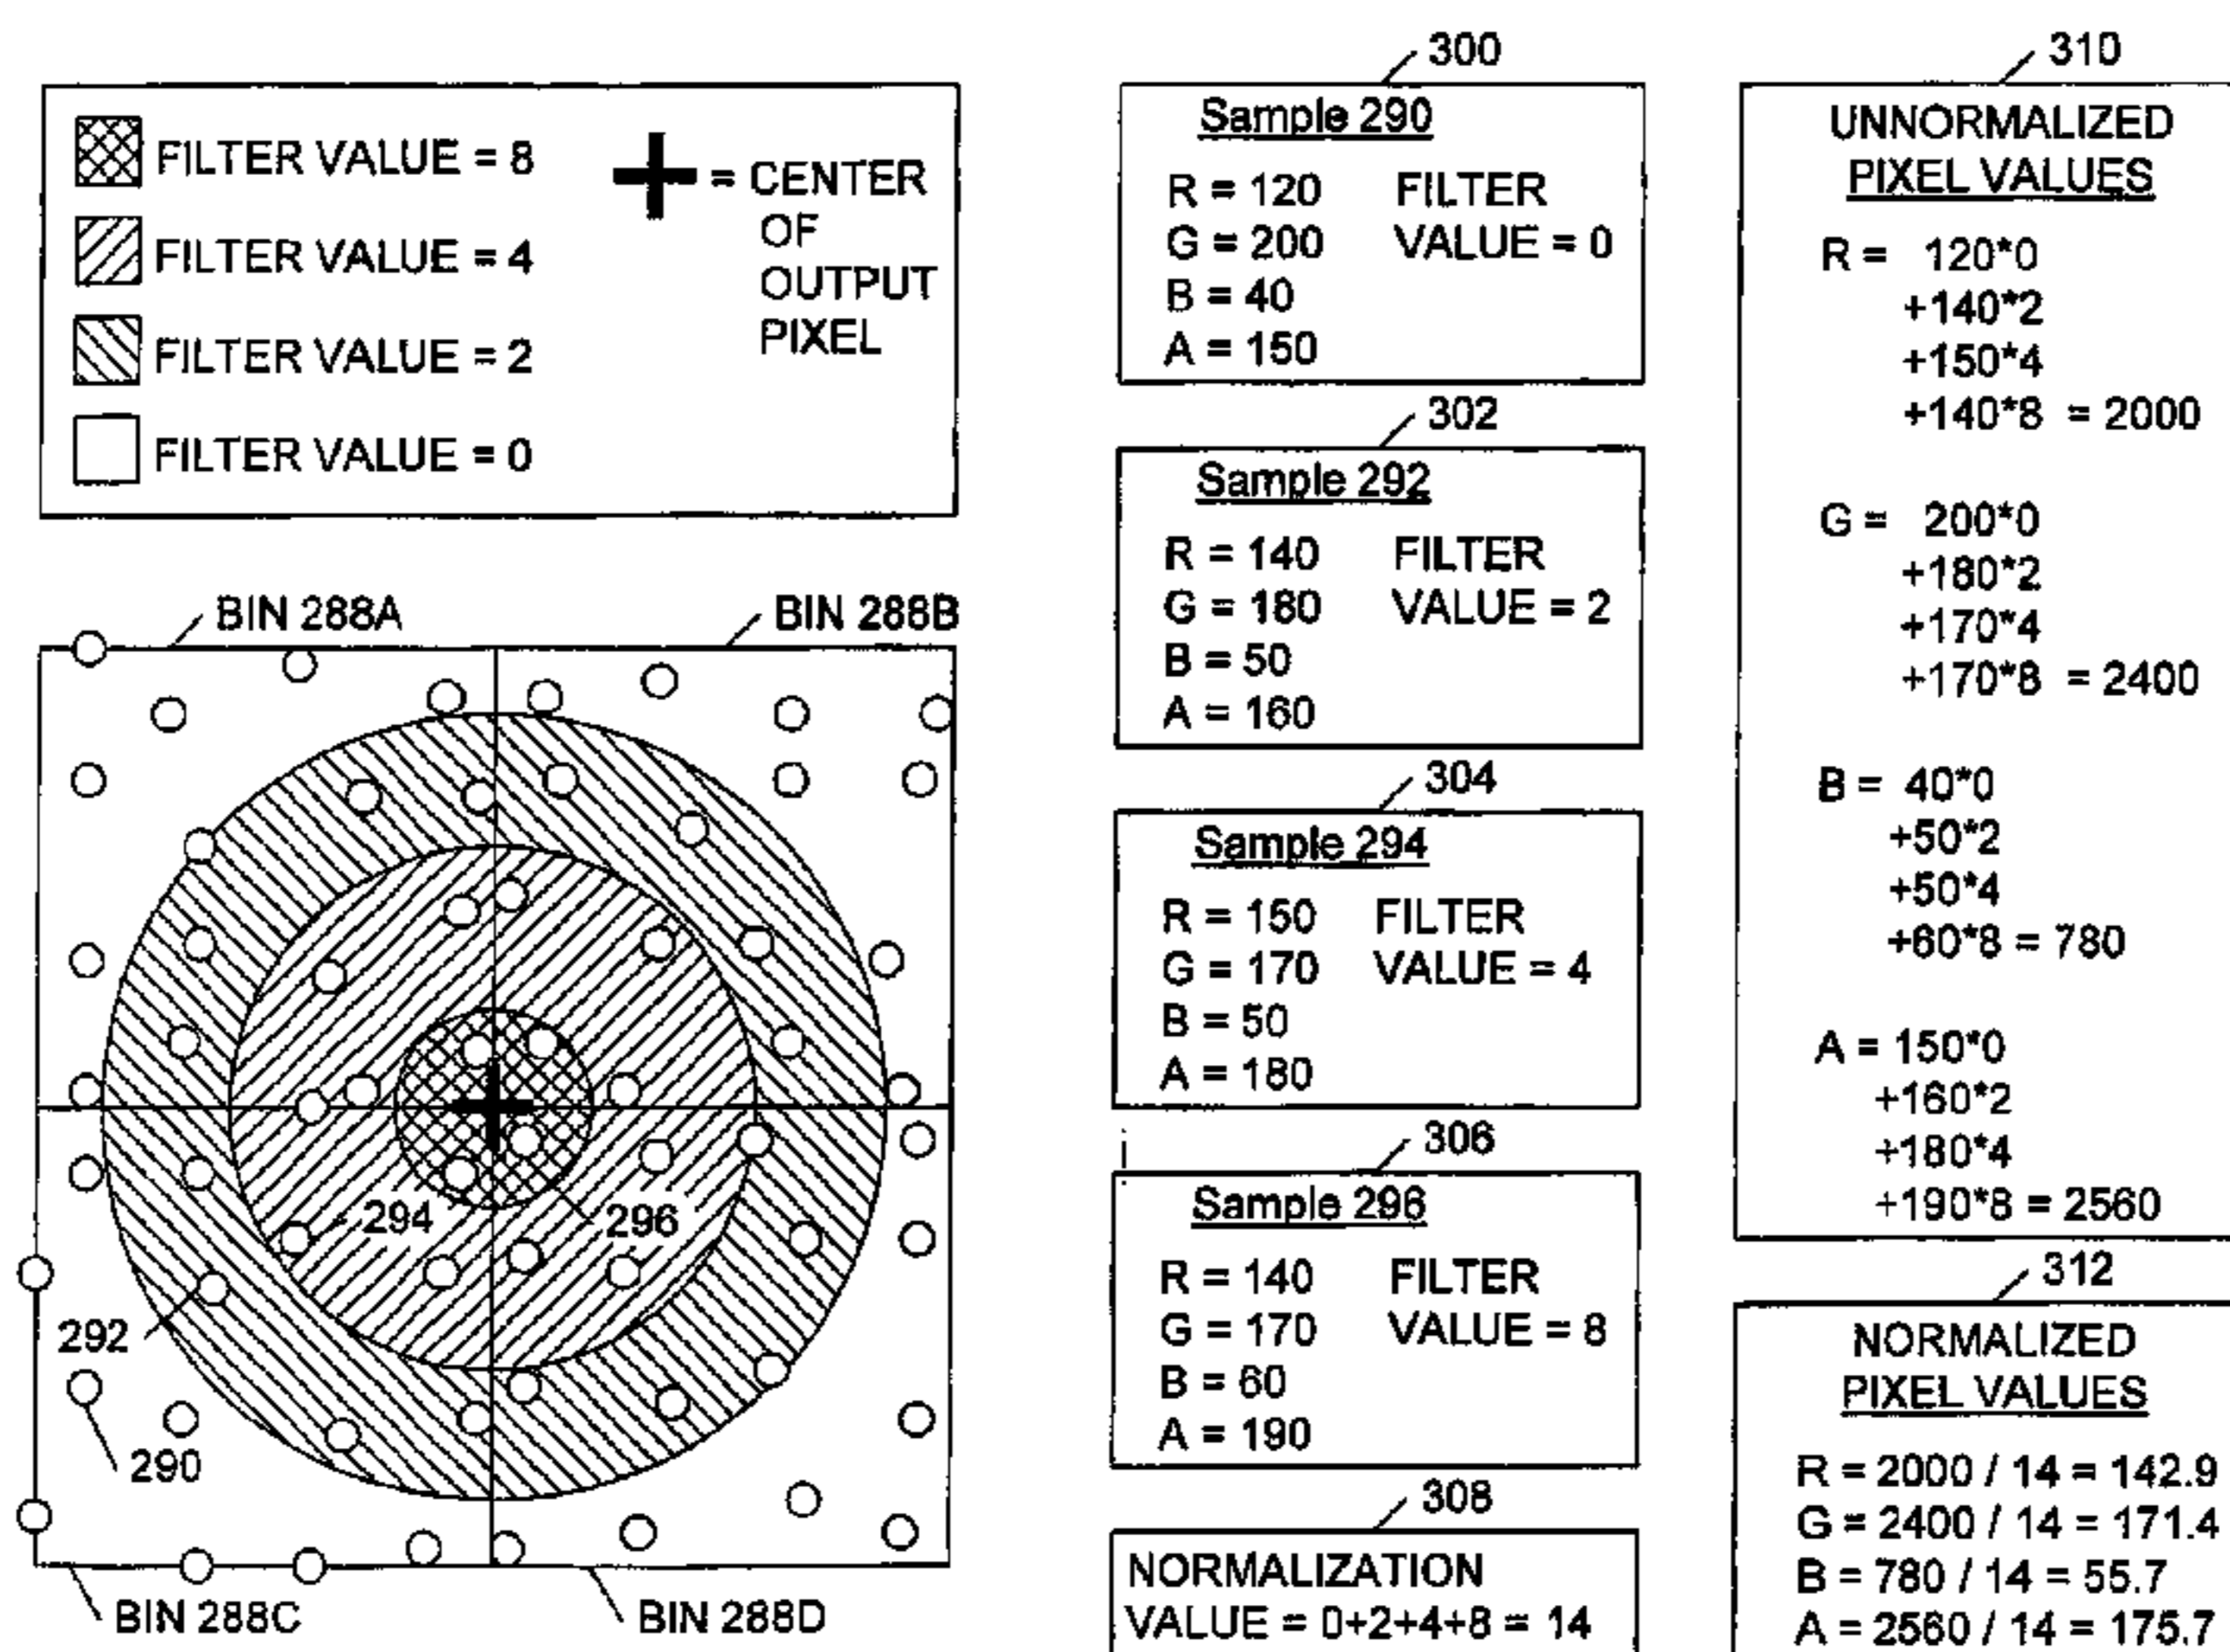 FILTER VALUE = 8
FILTER VALUE = 4
FILTER VALUE = 2
FILTER VALUE = 0
= CENTER
OF
OUTPUT
PIXEL
BIN 288A
BIN 288B
294
296
292
290
BIN 288C
BIN 288D
300
Sample 290
R = 120 FILTER
G = 200 VALUE = 0
B = 40
A = 150
302
Sample 292
R = 140 FILTER
G = 180 VALUE = 2
B = 50
A = 160
304
Sample 294
R = 150 FILTER
G = 170 VALUE = 4
B = 50
A = 180
306
Sample 296
R = 140 FILTER
G = 170 VALUE = 8
B = 60
A = 190
308
NORMALIZATION
VALUE = 0+2+4+8 = 14
310
UNNORMALIZED
PIXEL VALUES
R = 120*0
+140*2
+150*4
+140*8 = 2000
G = 200*0
+180*2
+170*4
+170*8 = 2400
B = 40*0
+50*2
+50*4
+60*8 = 780
A = 150*0
+160*2
+180*4
+190*8 = 2560
312
NORMALIZED
PIXEL VALUES
R = 2000 / 14 = 142.9
G = 2400 / 14 = 171.4
B = 780 / 14 = 55.7
A = 2560 / 14 = 175.7